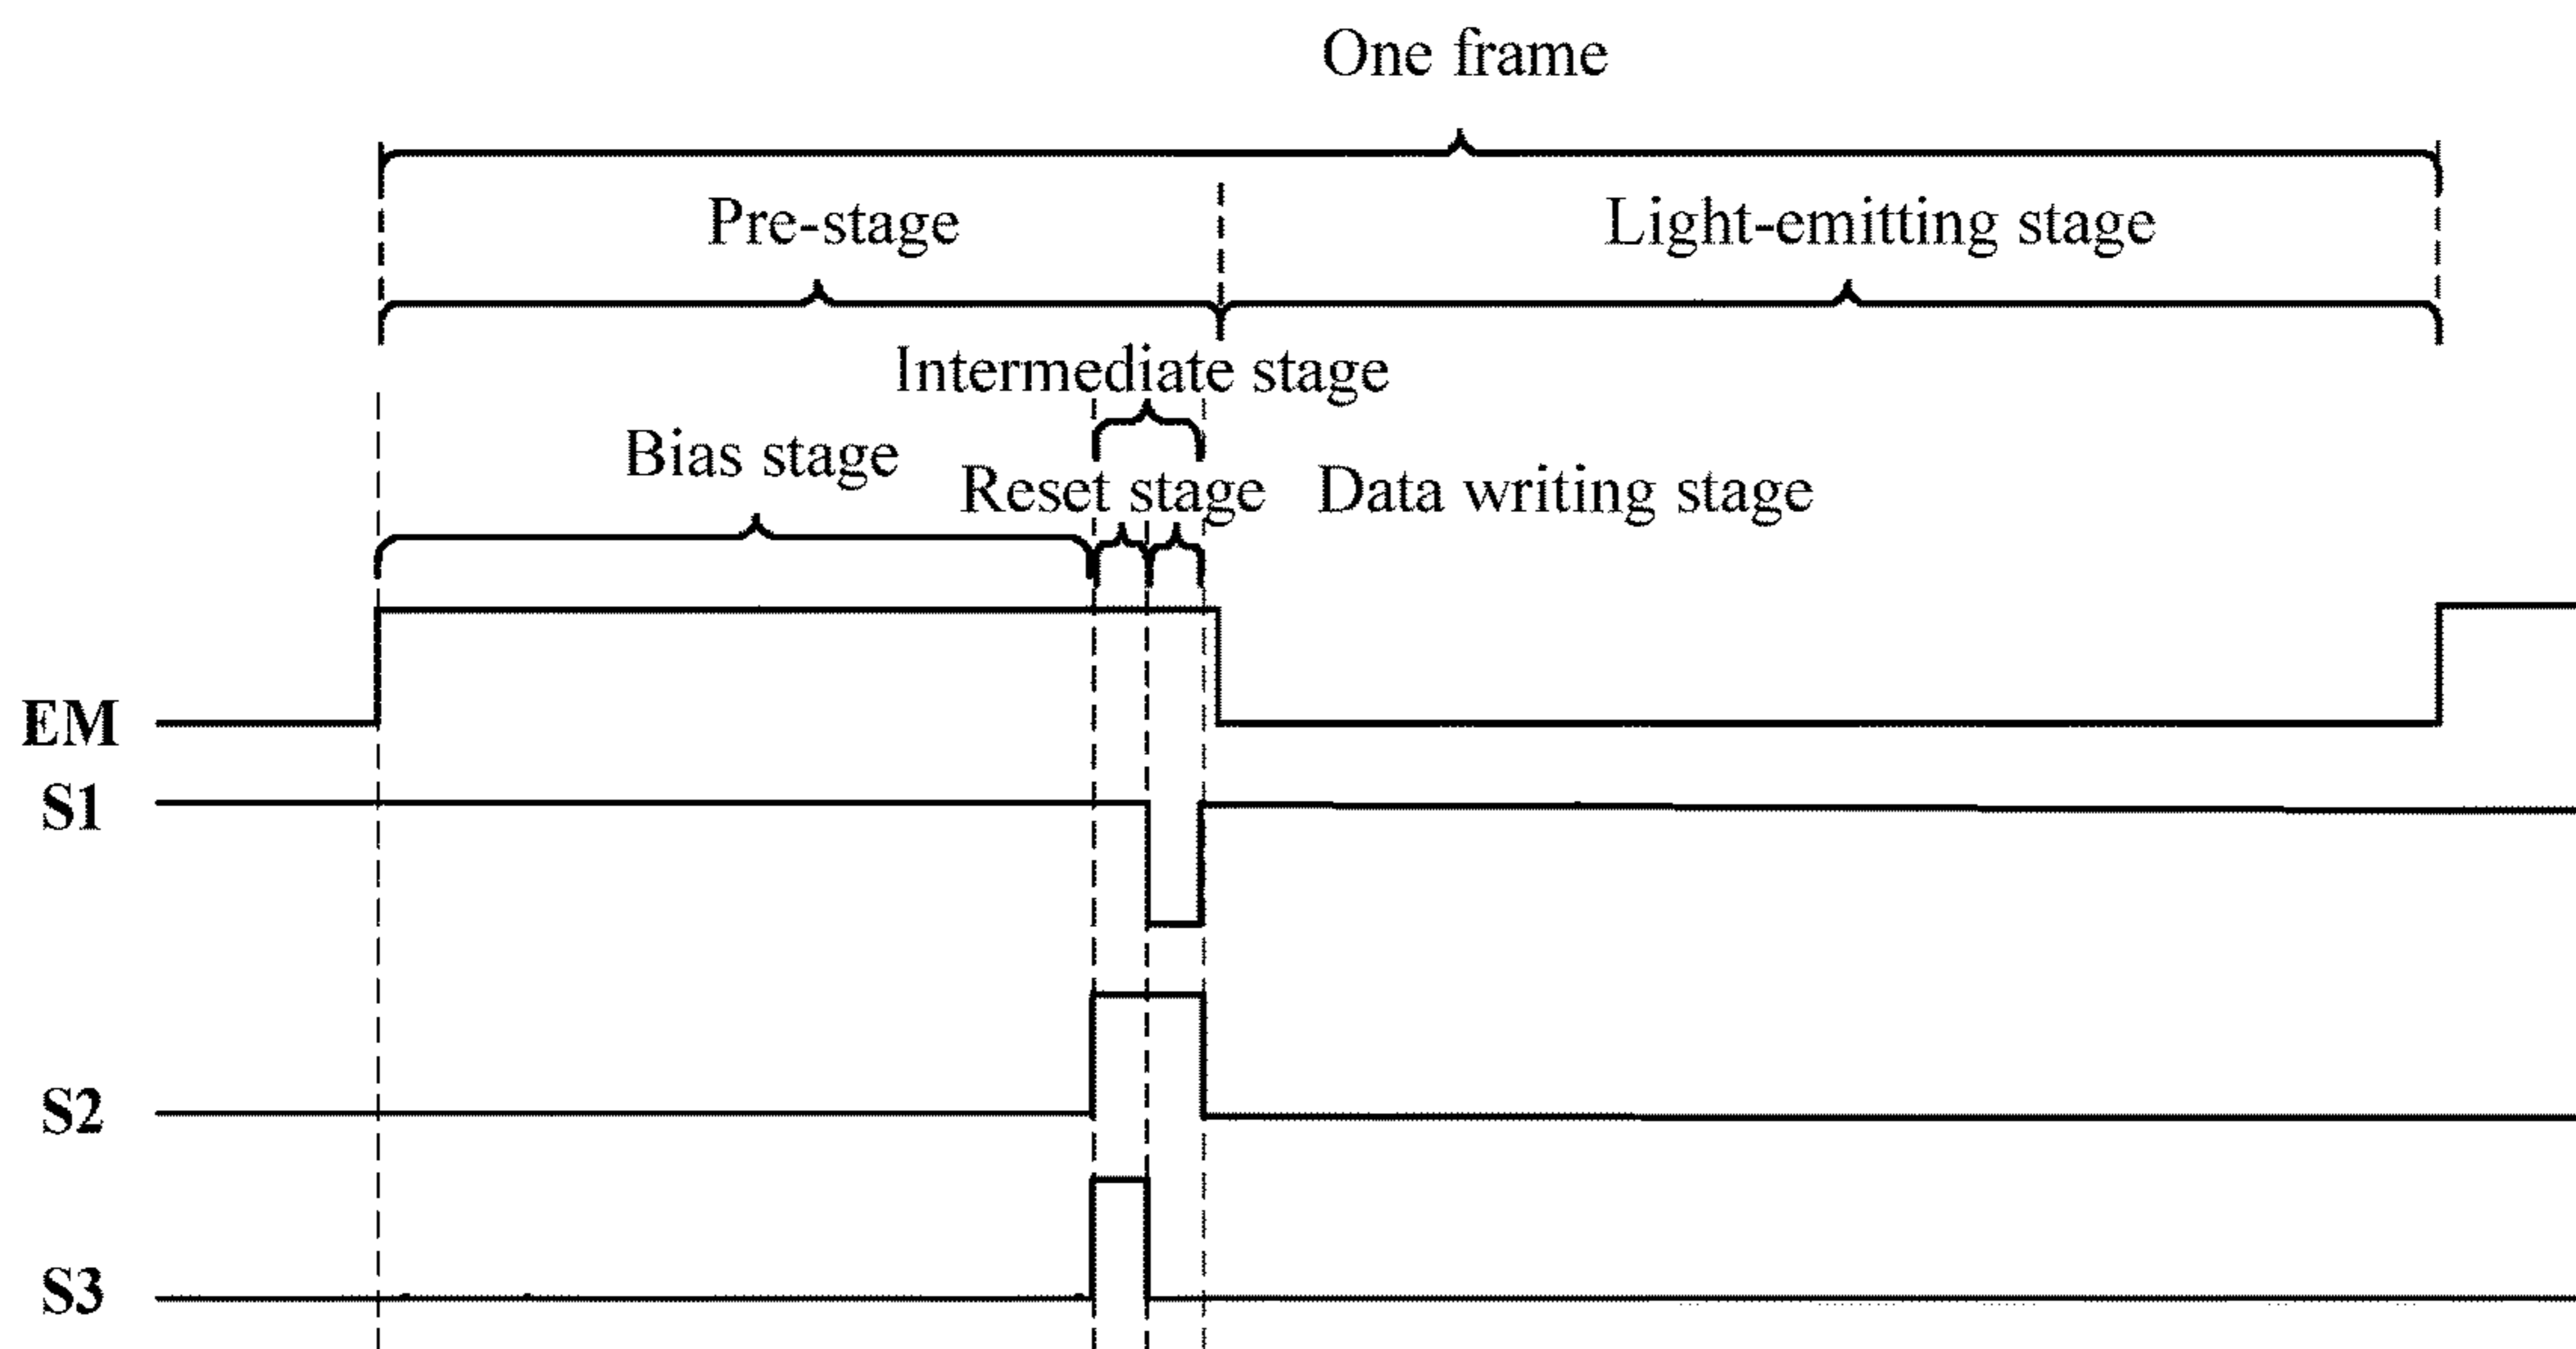 One frame
Pre-stage
Light-emitting stage
Intermediate stage
Bias stage
Reset stage
Data writing stage
EM
S1
S2
S3